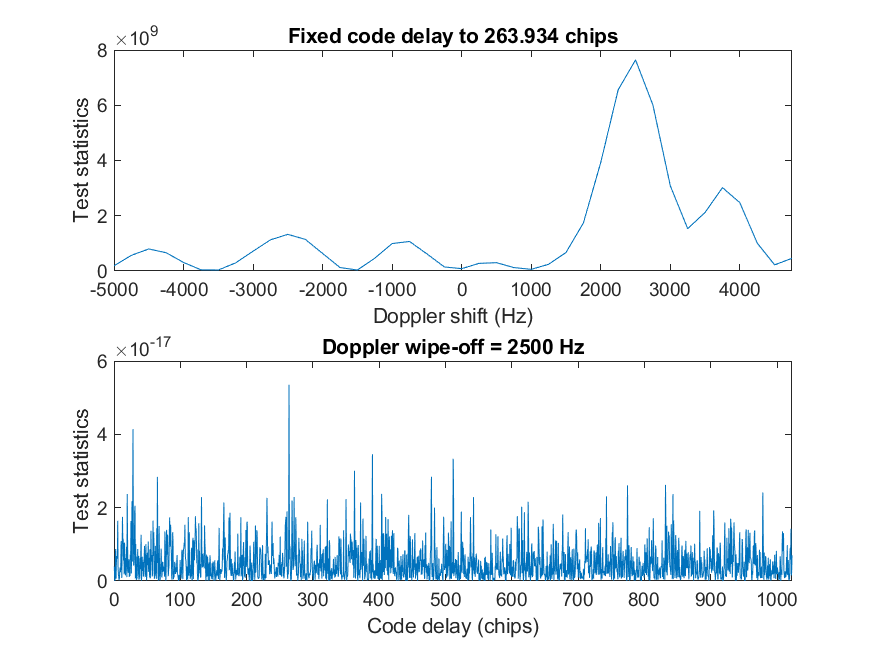 ×10^9
Fixed code delay to 263.934 chips
8
6
4
2
0
Test statistics
-5000 -4000 -3000 -2000 -1000 0 1000 2000 3000 4000
Doppler shift (Hz)
×10^-17
Doppler wipe-off = 2500 Hz
6
4
2
0
Test statistics
0 100 200 300 400 500 600 700 800 900 1000
Code delay (chips)